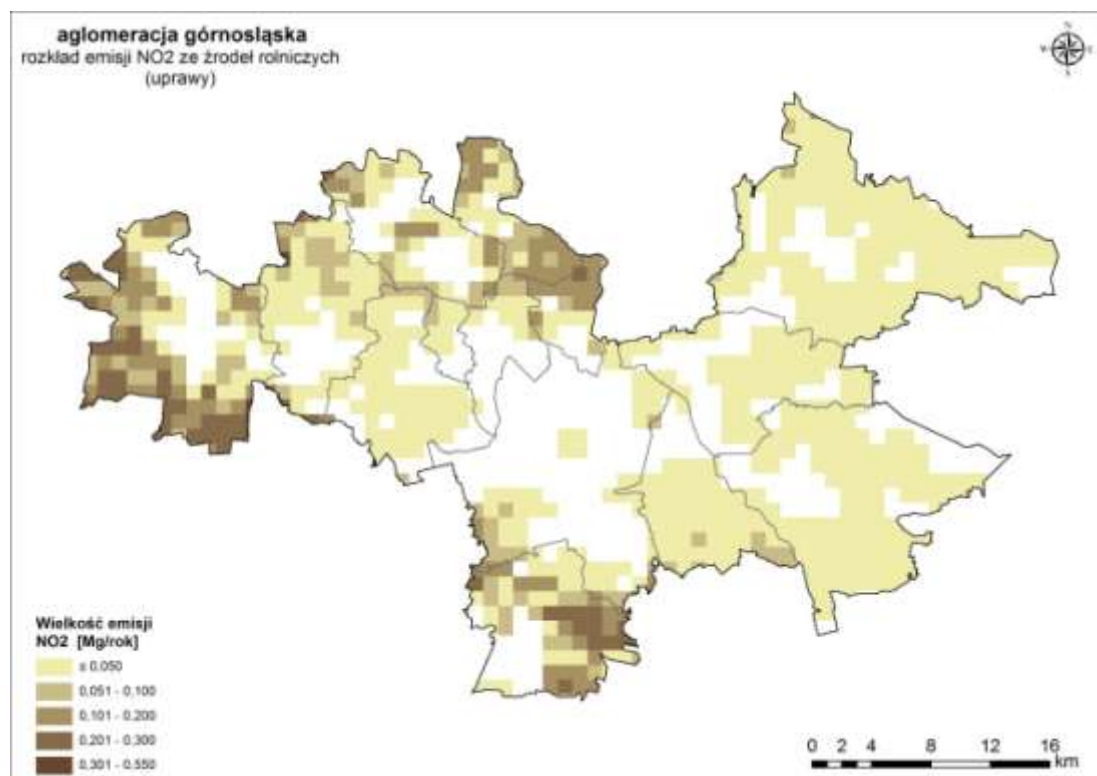 aglomeracja górnośląska
rozkład emisji NO2 ze źródeł rolniczych
(uprawy)
N
W E
S
Wielkość emisji
NO2 [Mg/rok]
≤ 0,050
0,051 - 0,100
0,101 - 0,200
0,201 - 0,300
0,301 - 0,550
0 2 4 8 12 16
km